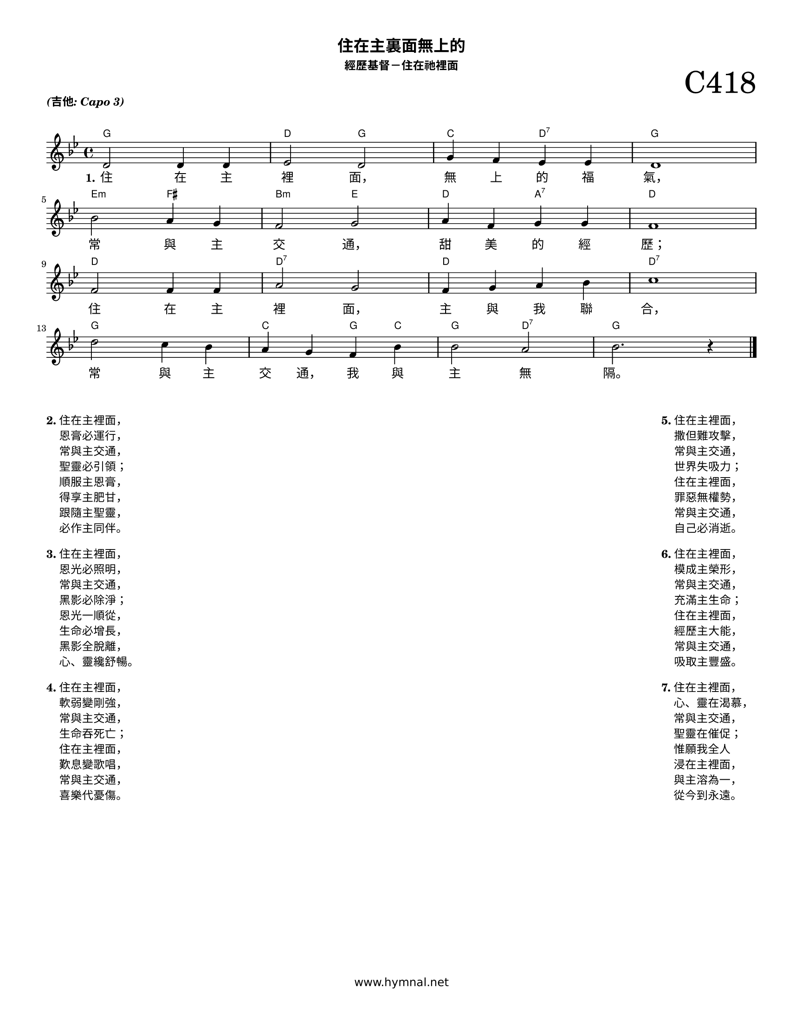 住在主裏面無上的
經歷基督－住在祂裡面
C418
(吉他: Capo 3)
G D G C D7 G
1. 住 在 主 裡 面， 無 上 的 福 氣，
5 Em F# Bm E D A7 D
常 與 主 交 通， 甜 美 的 經 歷；
9 D D7 G D D7
住 在 主 裡 面， 主 與 我 聯 合，
13 G C G C G D7 G
常 與 主 交 通， 我 與 主 無 隔。
2. 住在主裡面，
恩膏必運行，
常與主交通，
聖靈必引領；
順服主恩膏，
得享主肥甘，
跟隨主聖靈，
必作主同伴。
3. 住在主裡面，
恩光必照明，
常與主交通，
黑影必除淨；
恩光一順從，
生命必增長，
黑影全脫離，
心、靈纔舒暢。
4. 住在主裡面，
軟弱變剛強，
常與主交通，
生命吞死亡；
住在主裡面，
歎息變歌唱，
常與主交通，
喜樂代憂傷。
5. 住在主裡面，
撒但難攻擊，
常與主交通，
世界失吸力；
住在主裡面，
罪惡無權勢，
常與主交通，
自己必消逝。
6. 住在主裡面，
模成主榮形，
常與主交通，
充滿主生命；
住在主裡面，
經歷主大能，
常與主交通，
吸取主豐盛。
7. 住在主裡面，
心、靈在渴慕，
常與主交通，
聖靈在催促；
惟願我全人
浸在主裡面，
與主溶為一，
從今到永遠。
www.hymnal.net